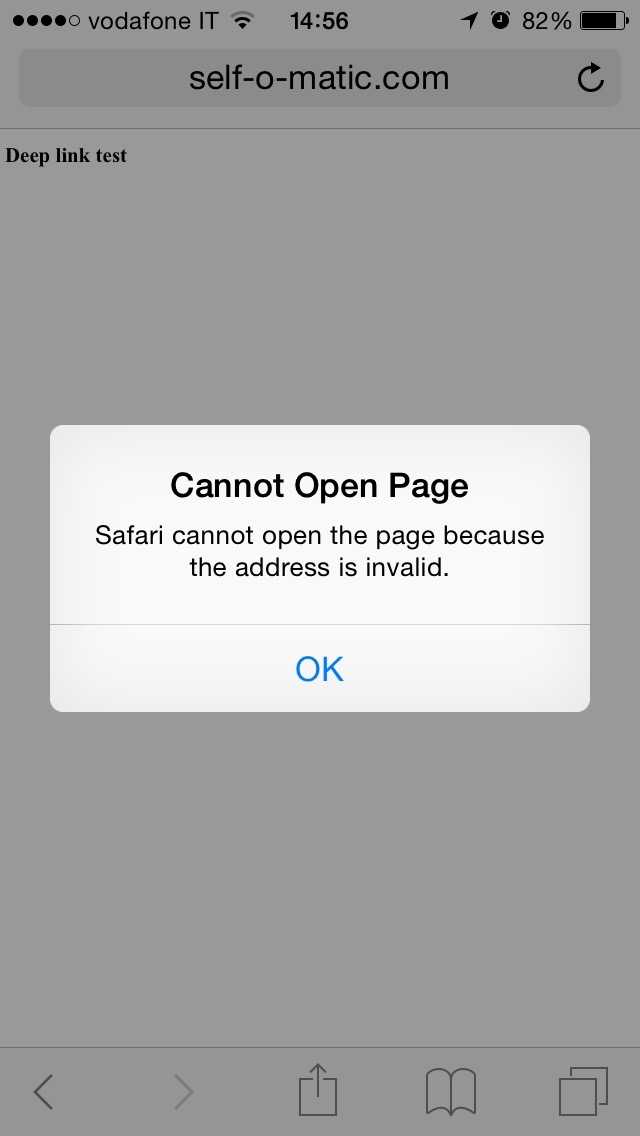 vodafone IT 14:56 82%
self-o-matic.com
Deep link test
Cannot Open Page
Safari cannot open the page because
the address is invalid.
OK